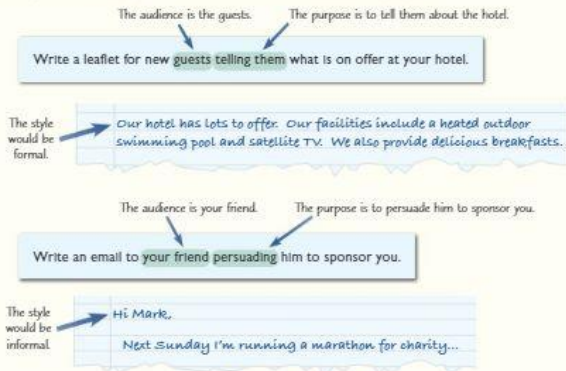 The audience is the guests. The purpose is to tell them about the hotel.
Write a leaflet for new guests telling them what is on offer at your hotel.
The style
would be
formal.
Our hotel has lots to offer. Our facilities include a heated outdoor
swimming pool and satellite TV. We also provide delicious breakfasts.
The audience is your friend. The purpose is to persuade him to sponsor you.
Write an email to your friend persuading him to sponsor you.
The style
would be
informal.
Hi Mark,
Next Sunday I'm running a marathon for charity...